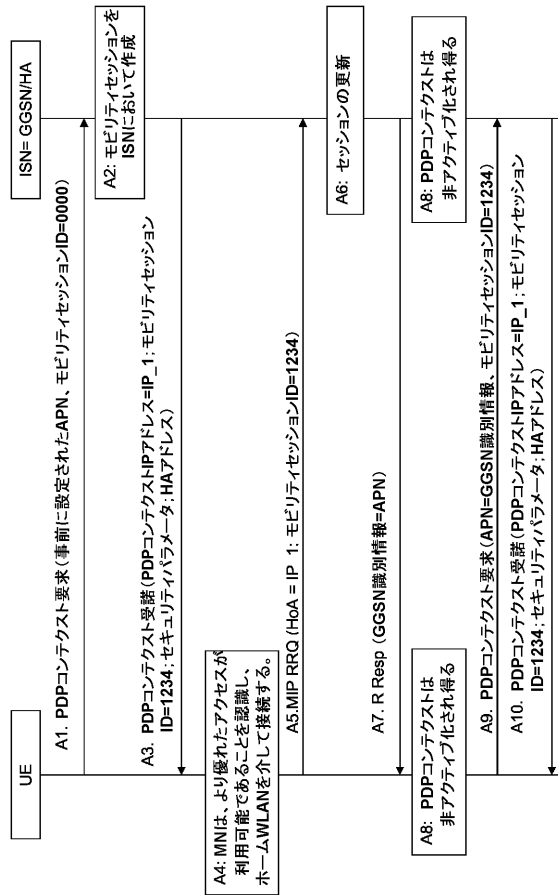 UE
ISN= GGSN/HA
A1. PDPコンテクスト要求(事前に設定されたAPN、モビリティセッションID=0000)
A2: モビリティセッションを
ISNにおいて作成
A3. PDPコンテクスト受諾(PDPコンテクストIPアドレス=IP_1;モビリティセッション
ID=1234;セキュリティパラメータ;HAアドレス)
A4: MNは、より優れたアクセスが
利用可能であることを認識し、
ホームWLANを介して接続する。
A5.MIP RRQ (HoA = IP_1;モビリティセッションID=1234)
A6: セッションの更新
A7. R Resp (GGSN識別情報=APN)
A8: PDPコンテクストは
非アクティブ化され得る
A8: PDPコンテクストは
非アクティブ化され得る
A9. PDPコンテクスト要求(APN=GGSN識別情報、モビリティセッションID=1234)
A10. PDPコンテクスト受諾(PDPコンテクストIPアドレス=IP_1;モビリティセッション
ID=1234;セキュリティパラメータ;HAアドレス)